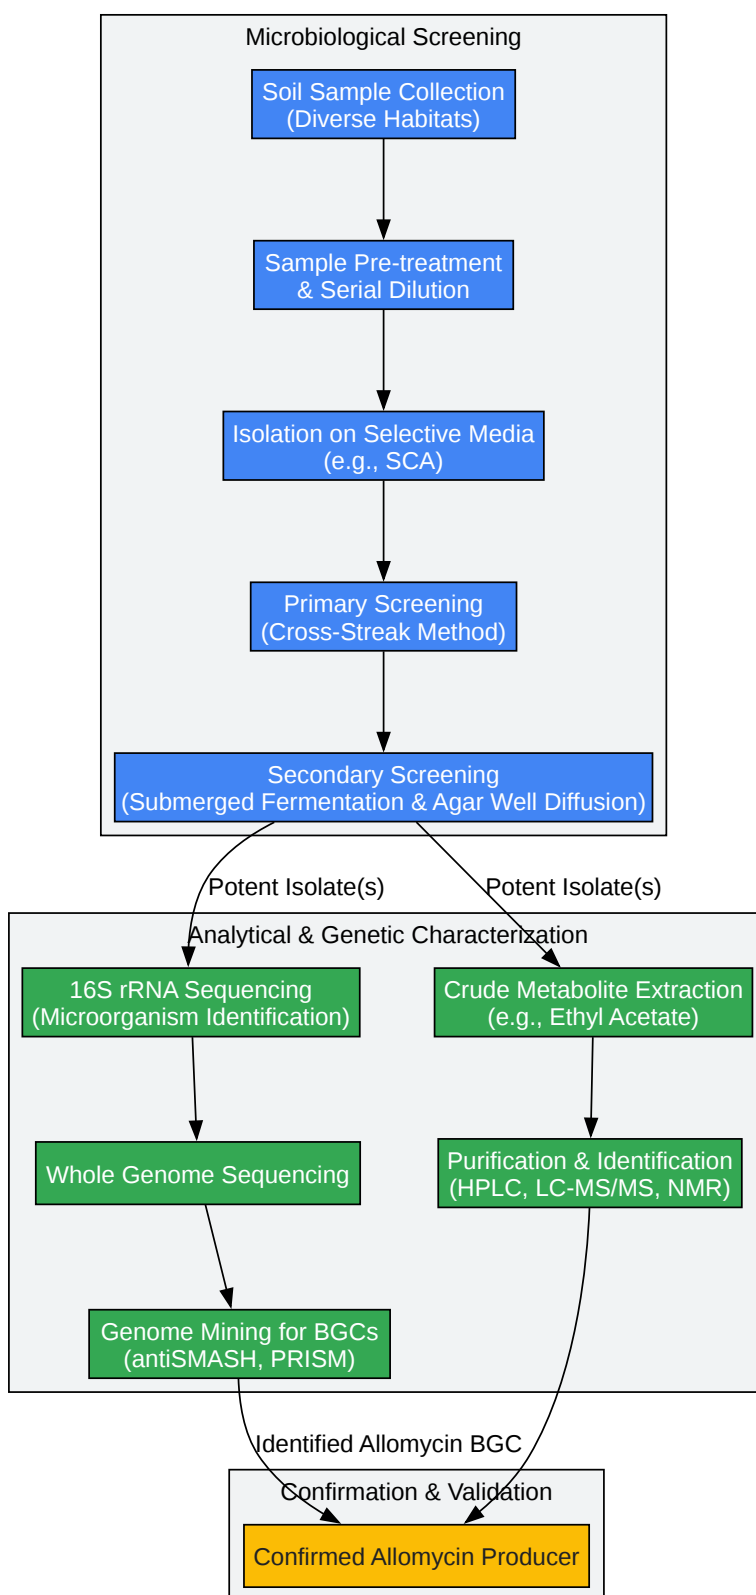 Microbiological Screening
Soil Sample Collection
(Diverse Habitats)
Sample Pre-treatment
& Serial Dilution
Isolation on Selective Media
(e.g., SCA)
Primary Screening
(Cross-Streak Method)
Secondary Screening
(Submerged Fermentation & Agar Well Diffusion)
Potent Isolate(s)
Potent Isolate(s)
Analytical & Genetic Characterization
16S rRNA Sequencing
(Microorganism Identification)
Crude Metabolite Extraction
(e.g., Ethyl Acetate)
Whole Genome Sequencing
Purification & Identification
(HPLC, LC-MS/MS, NMR)
Genome Mining for BGCs
(antiSMASH, PRISM)
Identified Allomycin BGC
Confirmation & Validation
Confirmed Allomycin Producer